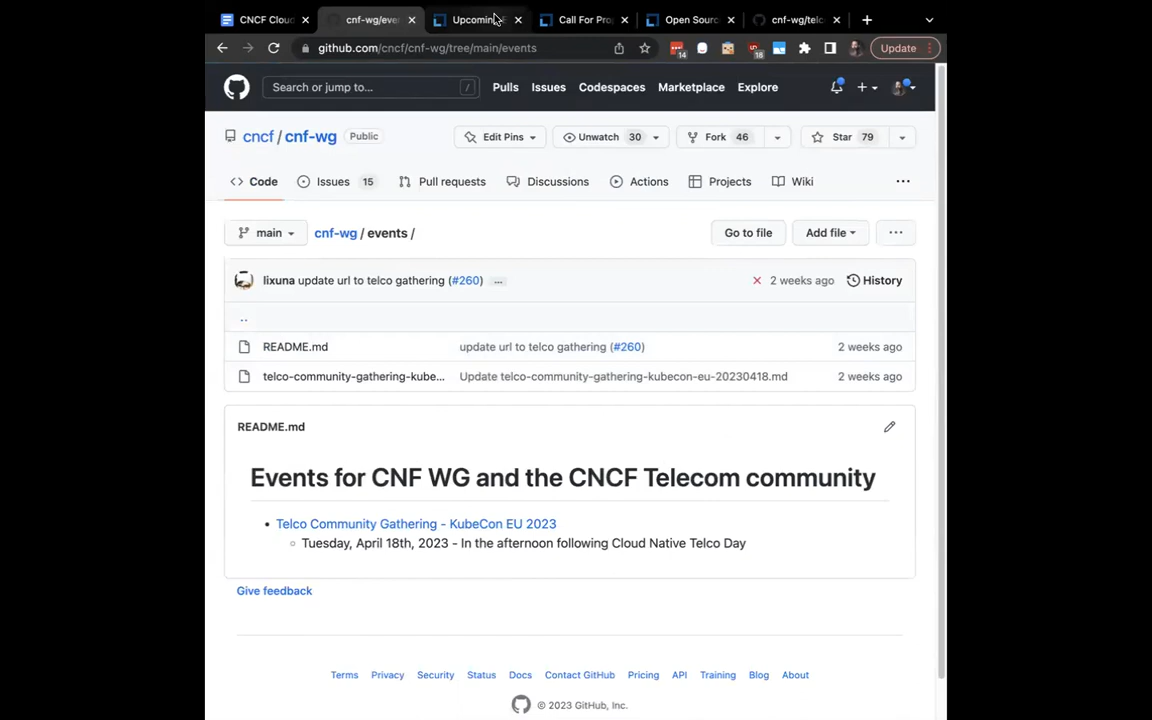 CNCF Cloud
cnf-wg/eve
Upcoming E
Call For Pro
Open Sourc
cnf-wg/telc
github.com/cncf/cnf-wg/tree/main/events
14
16
Update
Search or jump to...
/
Pulls
Issues
Codespaces
Marketplace
Explore
cncf / cnf-wg
Public
Edit Pins
Unwatch 30
Fork 46
Star 79
Code
Issues 15
Pull requests
Discussions
Actions
Projects
Wiki
main
cnf-wg / events /
Go to file
Add file
lixuna update url to telco gathering (#260)
2 weeks ago
History
..
README.md
update url to telco gathering (#260)
2 weeks ago
telco-community-gathering-kube...
Update telco-community-gathering-kubecon-eu-20230418.md
2 weeks ago
README.md
Events for CNF WG and the CNCF Telecom community
• Telco Community Gathering - KubeCon EU 2023
◦ Tuesday, April 18th, 2023 - In the afternoon following Cloud Native Telco Day
Give feedback
Terms
Privacy
Security
Status
Docs
Contact GitHub
Pricing
API
Training
Blog
About
© 2023 GitHub, Inc.